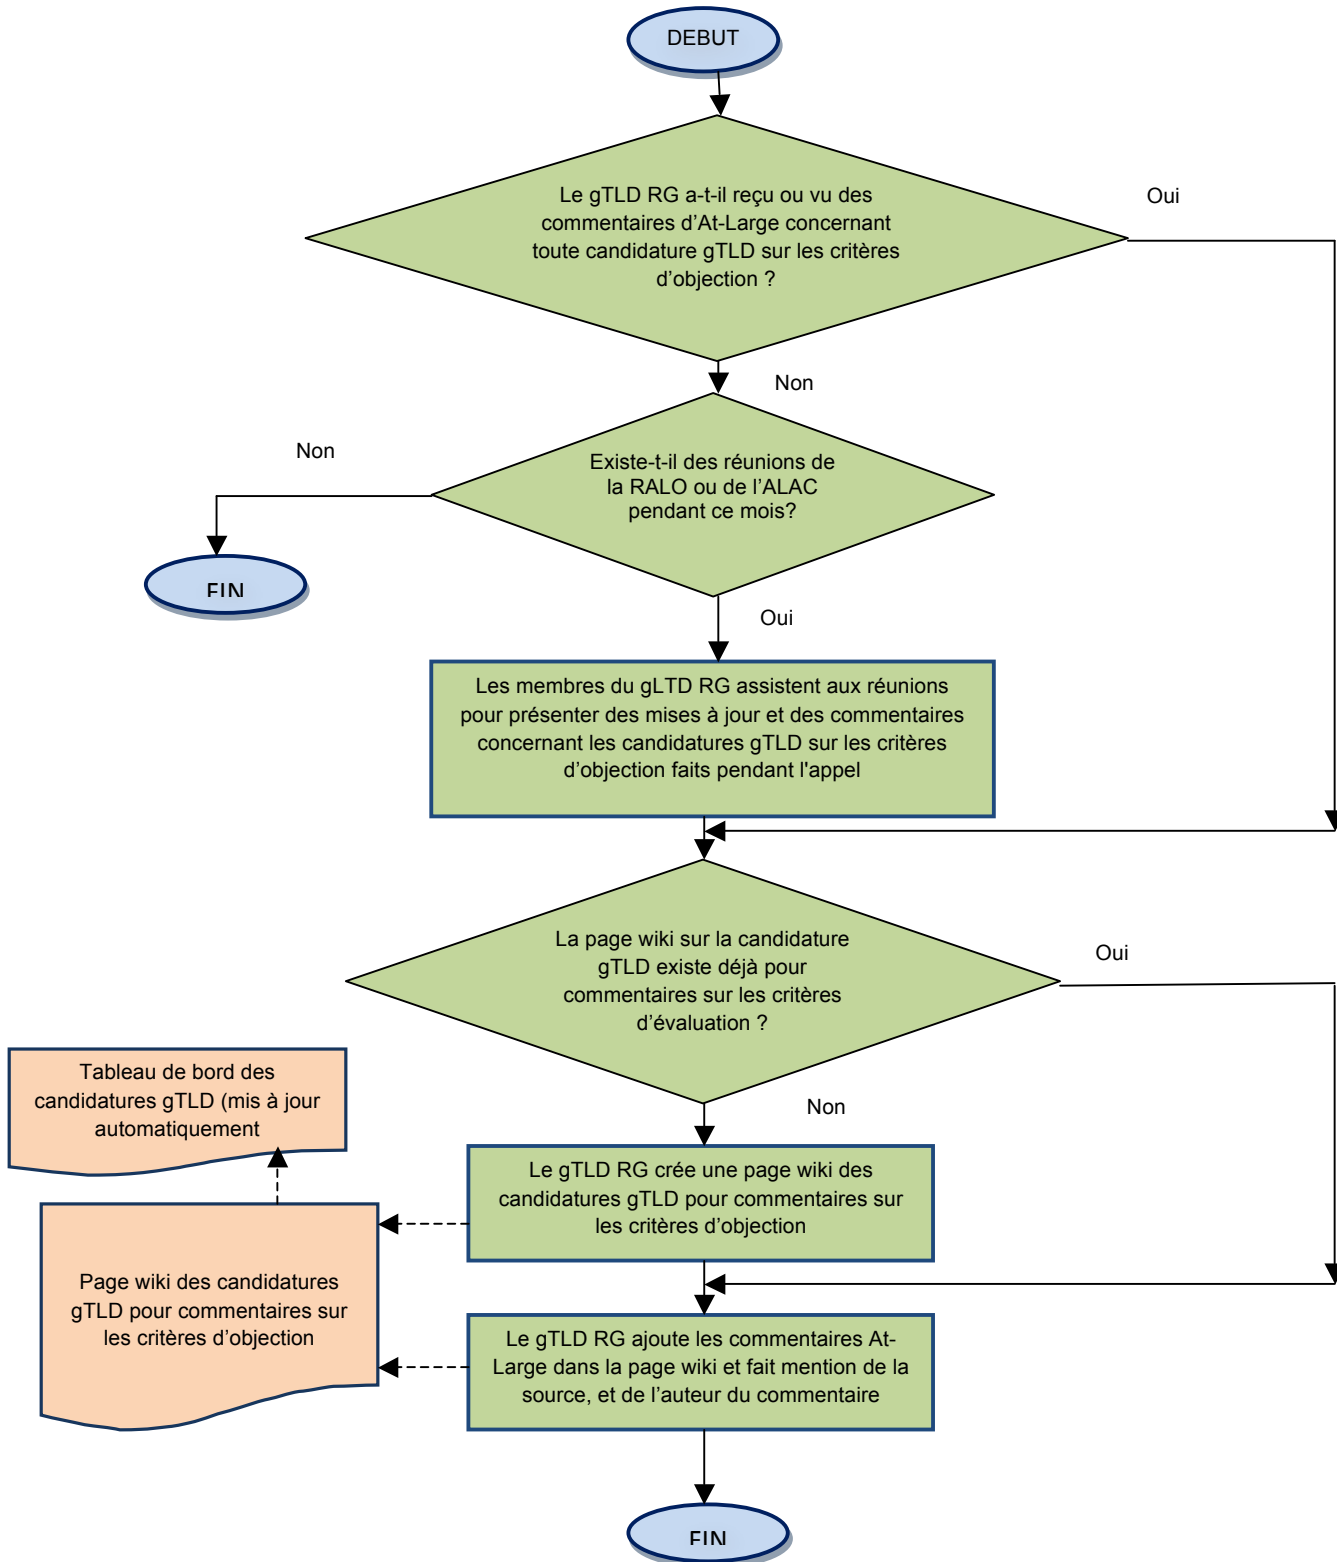 DEBUT
Le gTLD RG a-t-il reçu ou vu des
commentaires d’At-Large concernant
toute candidature gTLD sur les critères
d’objection ?
Oui
Non
Existe-t-il des réunions de
la RALO ou de l’ALAC
pendant ce mois?
Non
FIN
Oui
Les membres du gLTD RG assistent aux réunions
pour présenter des mises à jour et des commentaires
concernant les candidatures gTLD sur les critères
d’objection faits pendant l'appel
La page wiki sur la candidature
gTLD existe déjà pour
commentaires sur les critères
d’évaluation ?
Oui
Non
Tableau de bord des
candidatures gTLD (mis à jour
automatiquement
Le gTLD RG crée une page wiki des
candidatures gTLD pour commentaires sur
les critères d’objection
Page wiki des candidatures
gTLD pour commentaires sur
les critères d’objection
Le gTLD RG ajoute les commentaires At-
Large dans la page wiki et fait mention de la
source, et de l’auteur du commentaire
FIN